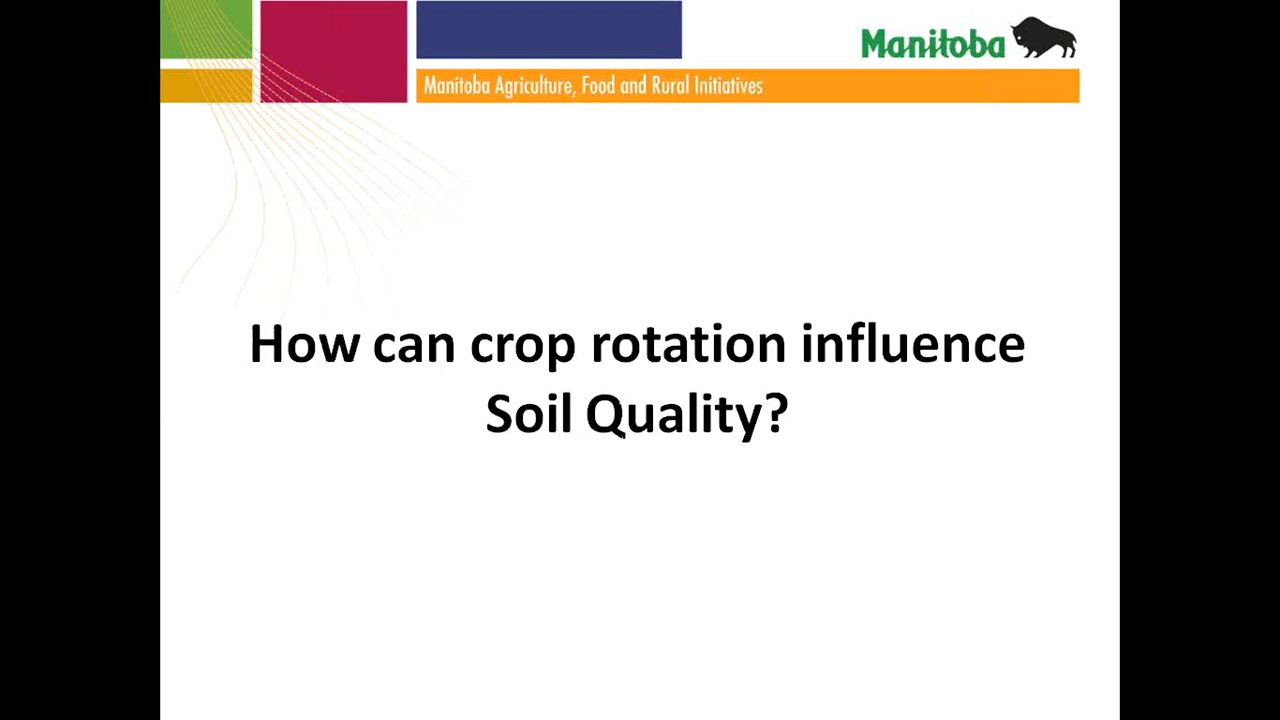 Manitoba
Manitoba Agriculture, Food and Rural Initiatives
How can crop rotation influence
Soil Quality?